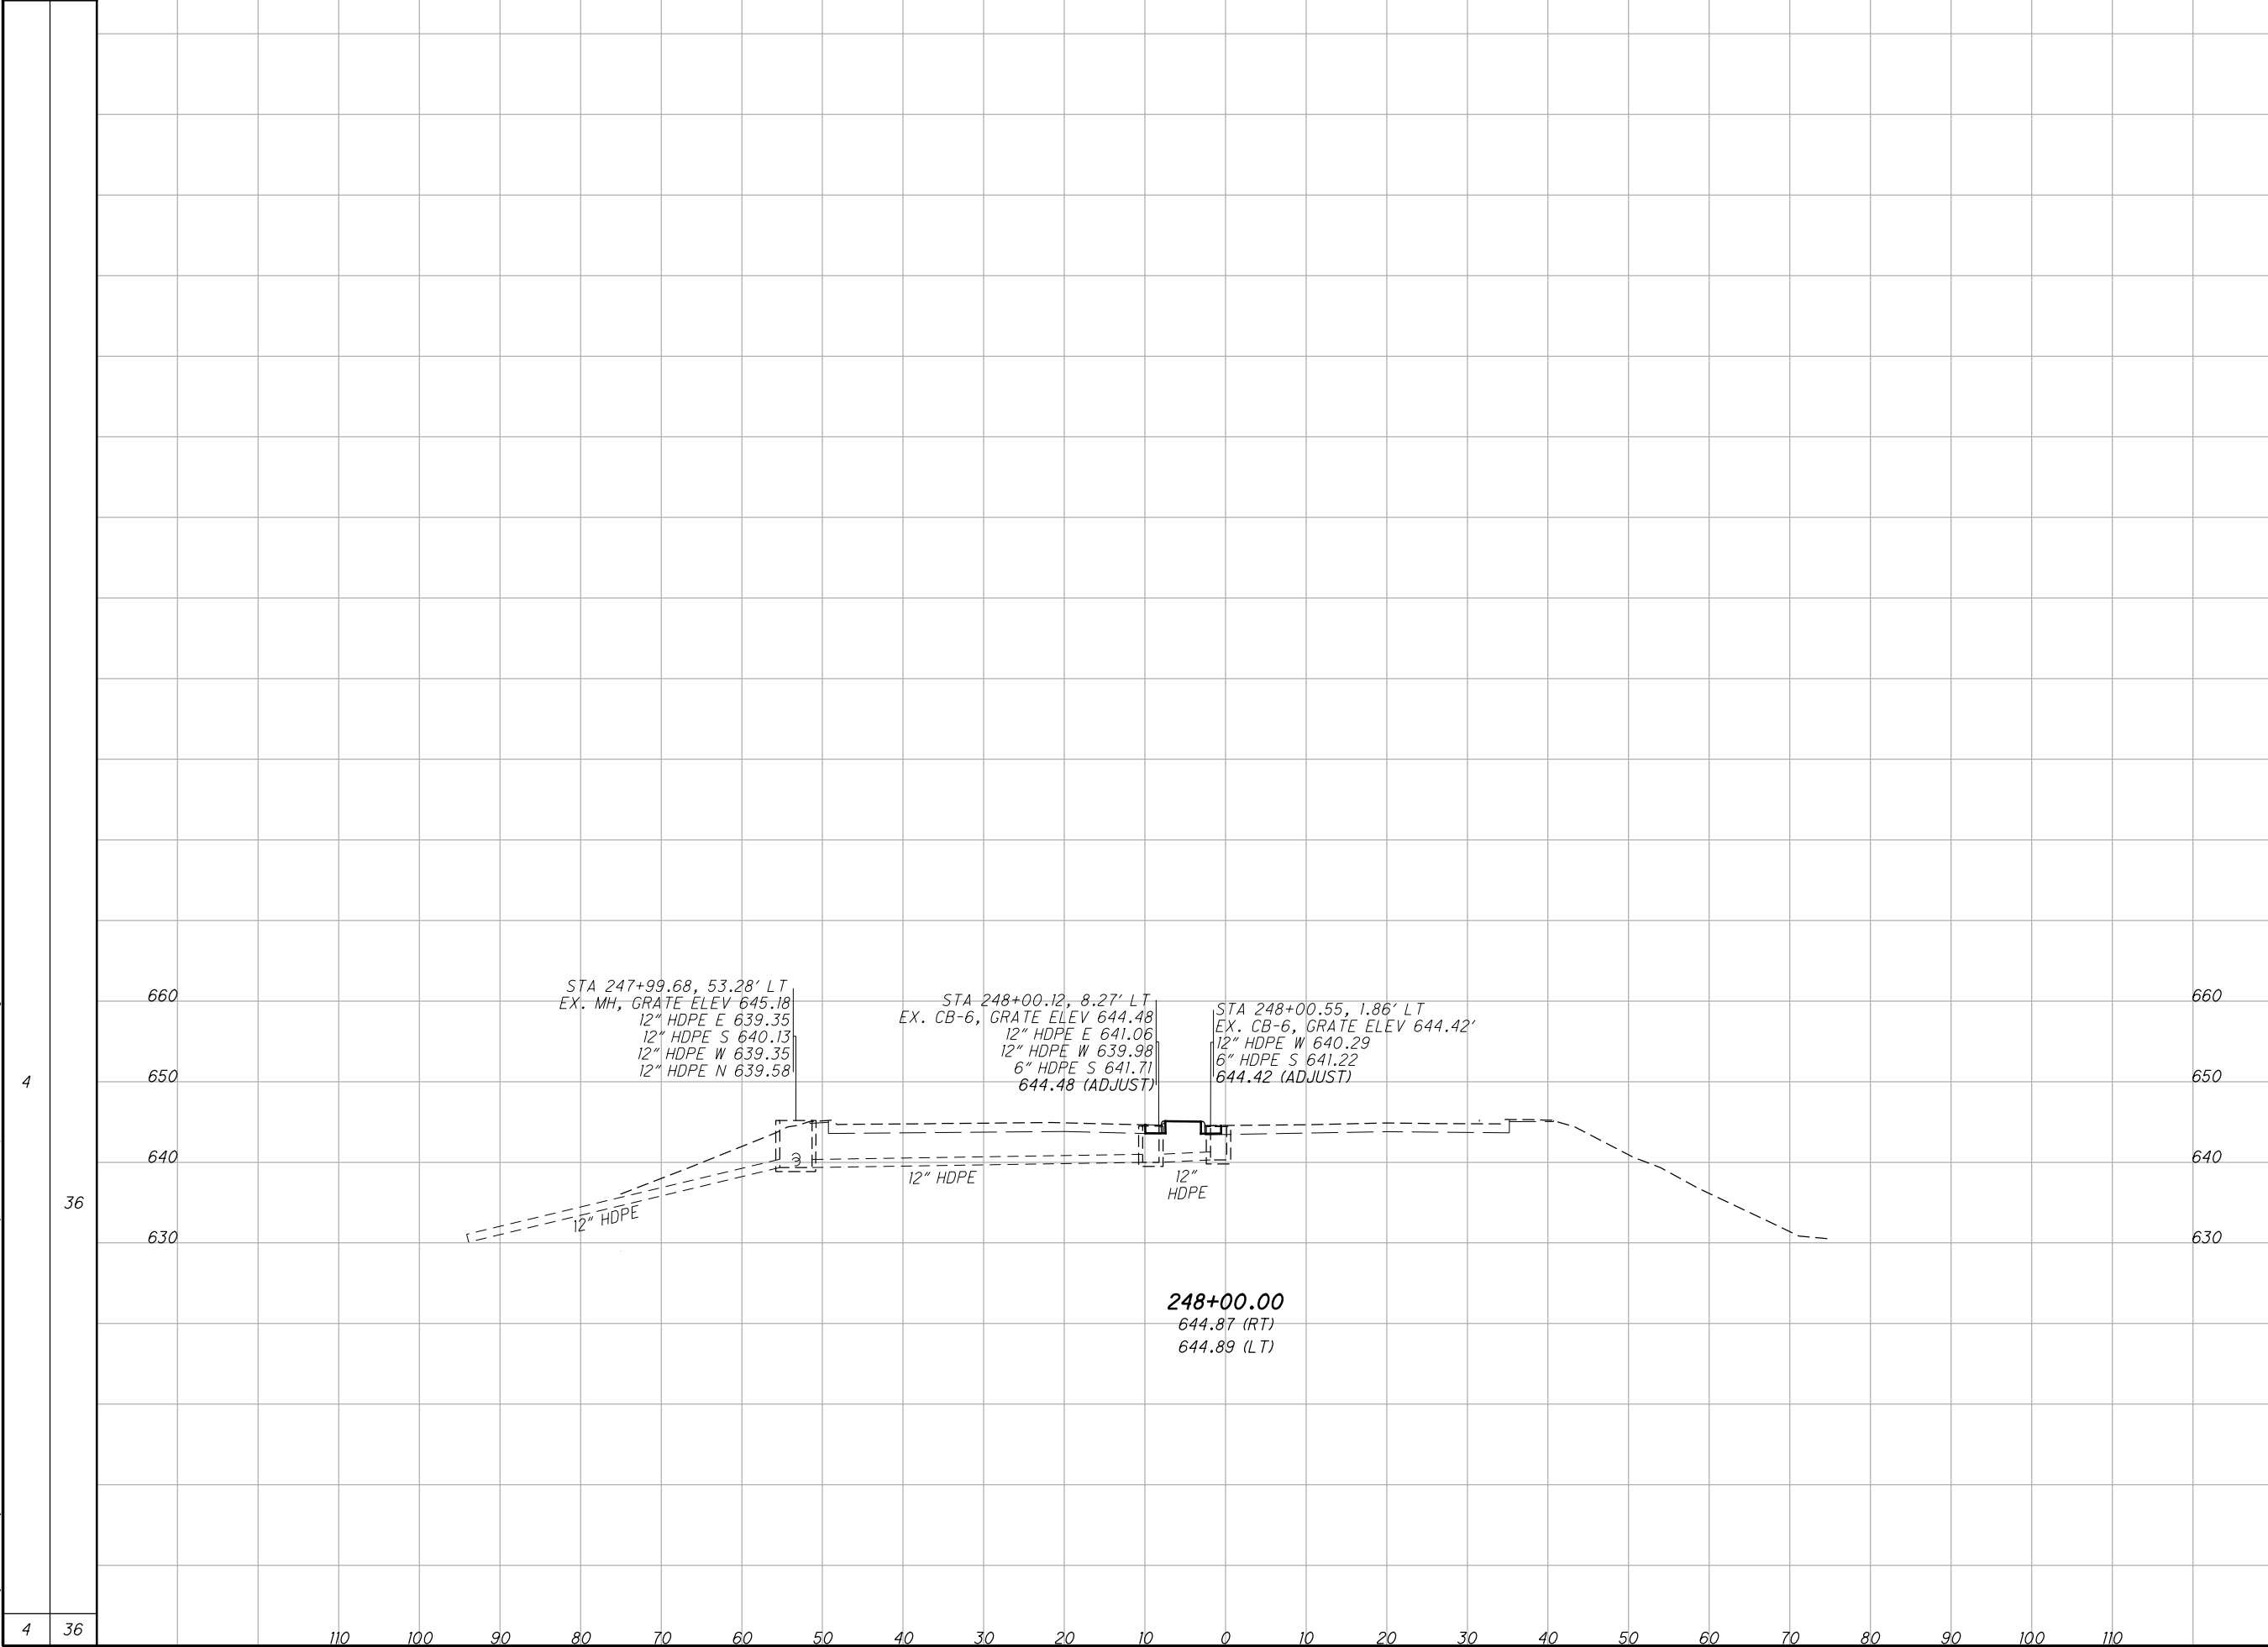 STA 247+99.68, 53.28' LT
EX. MH, GRATE ELEV 645.18
12" HDPE E 639.35
12" HDPE S 640.13
12" HDPE W 639.35
12" HDPE N 639.58
STA 248+00.12, 8.27' LT
EX. CB-6, GRATE ELEV 644.48
12" HDPE E 641.06
12" HDPE W 639.98
6" HDPE S 641.71
644.48 (ADJUST)
STA 248+00.55, 1.86' LT
EX. CB-6, GRATE ELEV 644.42'
12" HDPE W 640.29
6" HDPE S 641.22
644.42 (ADJUST)
660 660
4 650 650
640 640
36
630 630
12" HDPE
12" HDPE
12"
HDPE
248+00.00
644.87 (RT)
644.89 (LT)
4 36
110 100 90 80 70 60 50 40 30 20 10 0 10 20 30 40 50 60 70 80 90 100 110